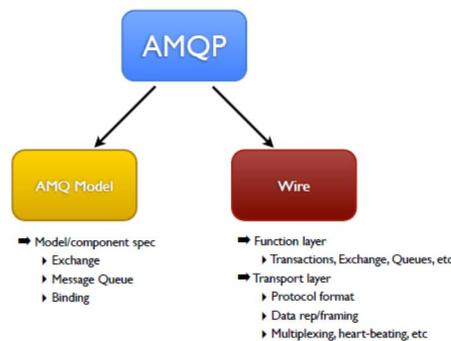 AMQP
AMQ Model
Wire
Model/component spec
Exchange
Message Queue
Binding
Function layer
Transactions, Exchange, Queues, etc
Transport layer
Protocol format
Data rep/framing
Multiplexing, heart-beating, etc